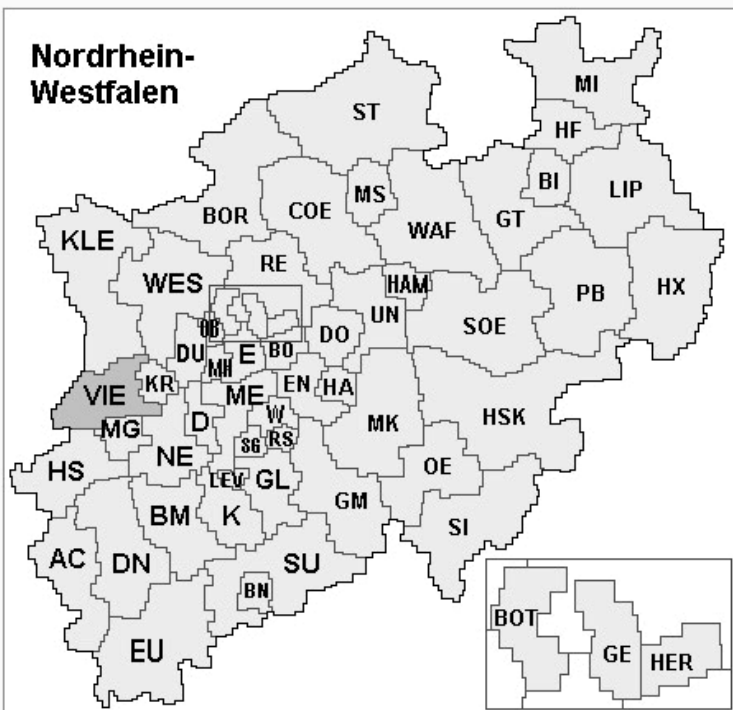 Nordrhein-
Westfalen
MI
ST
HF
BI
LIP
MS
COE
BOR
GT
WAF
KLE
RE
WES
HAM
HX
PB
UN
SOE
OB
DO
DU
E
BO
MH
KR
EN
HA
VIE
ME
W
MK
HSK
D
MG
RS
SG
NE
OE
HS
LEV
GL
GM
BM
K
SI
AC
DN
SU
BN
EU
BOT
GE
HER